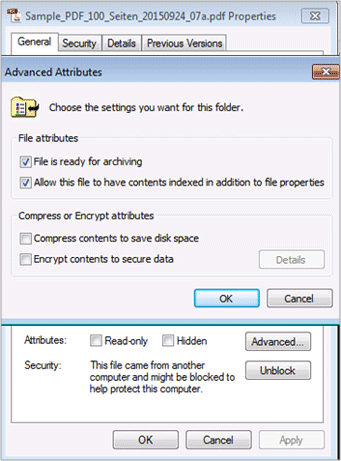 Sample_PDF_100_Seiten_20150924_07a.pdf Properties
General Security Details Previous Versions
Advanced Attributes
Choose the settings you want for this folder.
File attributes
File is ready for archiving
Allow this file to have contents indexed in addition to file properties
Compress or Encrypt attributes
Compress contents to save disk space
Encrypt contents to secure data Details
OK Cancel
Attributes: Read-only Hidden Advanced...
Security: This file came from another
computer and might be blocked to
help protect this computer.
Unblock
OK Cancel Apply